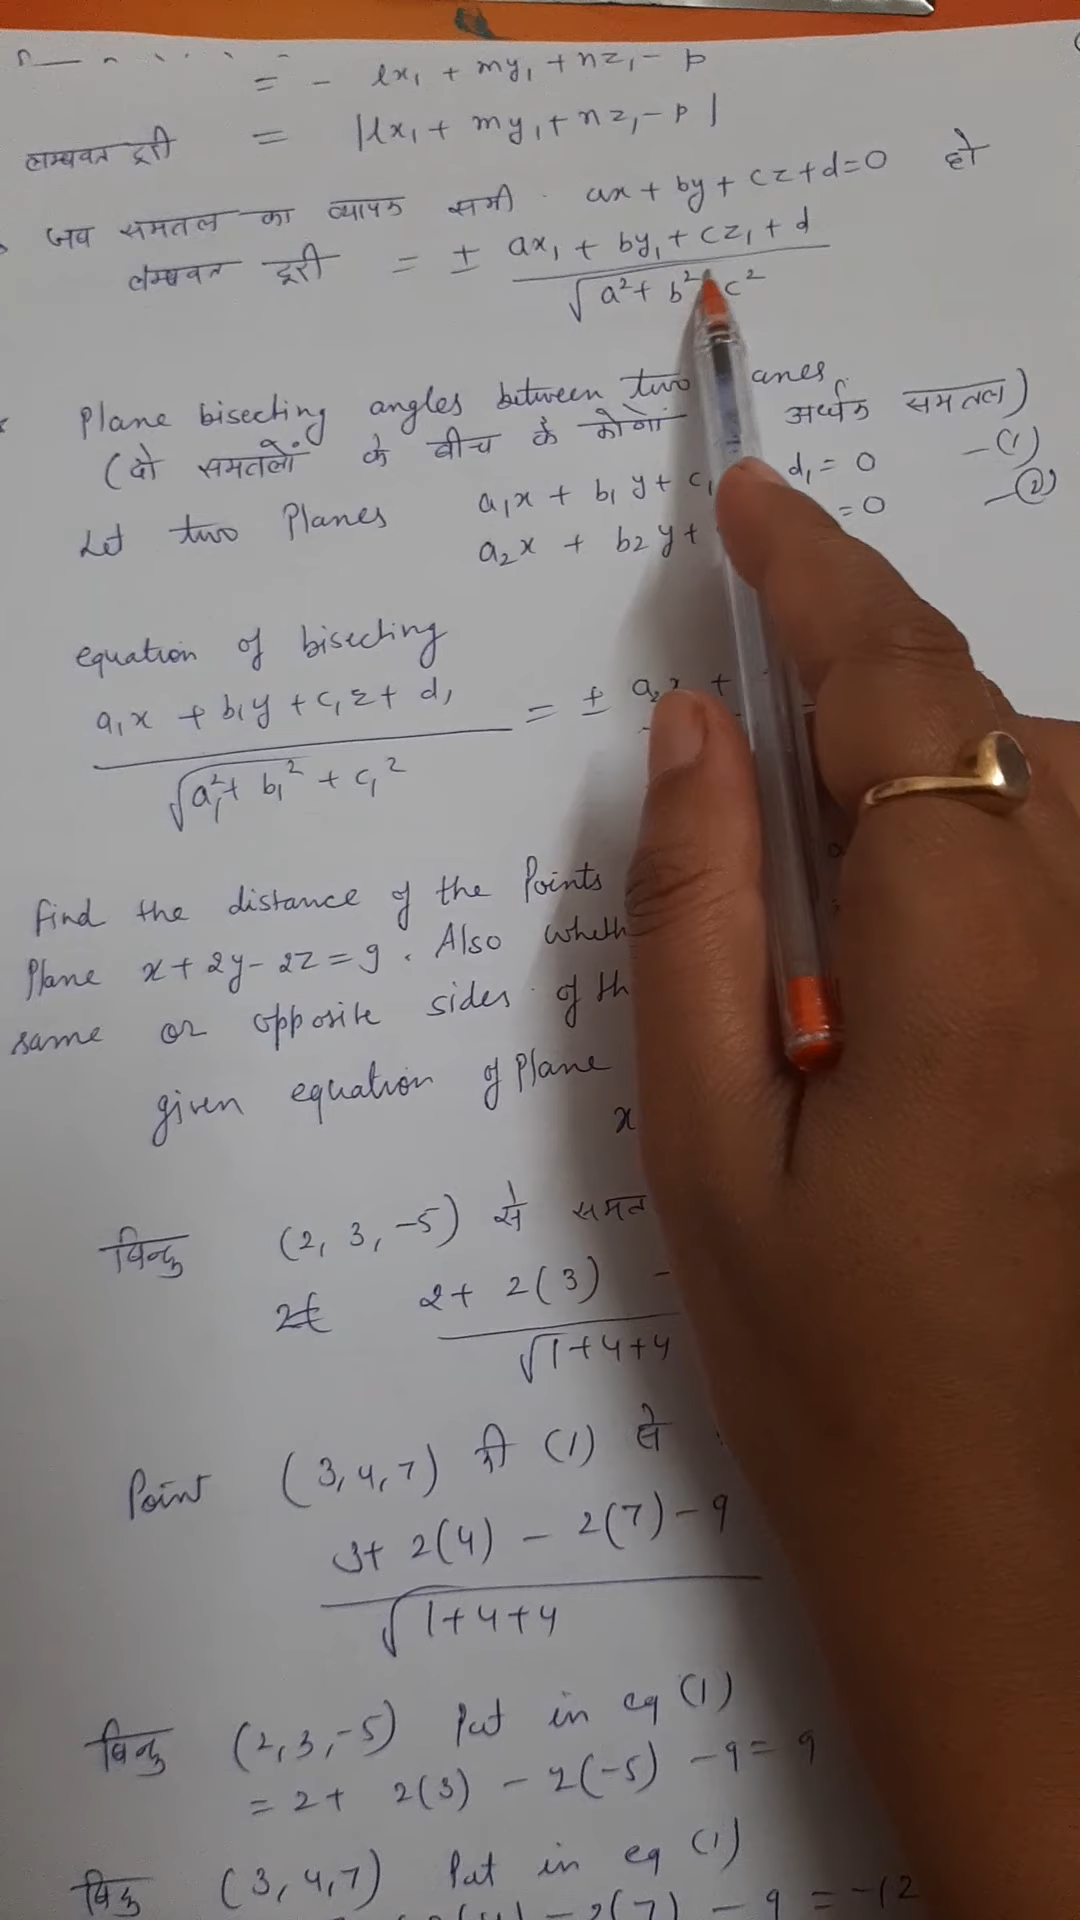 = - lx₁ + my₁ + nz₁ - p
लम्बवत दूरी = |lx₁ + my₁ + nz₁ - p|
जब समतल का व्यापक समी. ax + by + cz + d = 0 हो
लम्बवत दूरी = ± ax₁ + by₁ + cz₁ + d
√a² + b² c²
Plane bisecting angles between two anes.
(दो समतलों के बीच के कोणों अर्धक समतल)
Let two Planes a₁x + b₁y + c₁ d₁ = 0 -(1)
a₂x + b₂y + = 0 -(2)
equation of bisecting
a₁x + b₁y + c₁z + d₁ = ± a₂x +
√a₁² + b₁² + c₁²
find the distance of the Points
Plane x + 2y - 2z = 9. Also wheth
same or opposite sides of th
given equation of Plane
x
बिन्दु (2, 3, -5) से समत
2+ 2(3) -
√1+4+4
Point (3, 4, 7) की (1) से
3+ 2(4) - 2(7) - 9
√1+4+4
बिन्दु (2, 3, -5) Put in eq (1)
= 2+ 2(3) - 2(-5) - 9 = 9
बिन्दु (3, 4, 7) Put in eq (1)
- 2(7) - 9 = -12